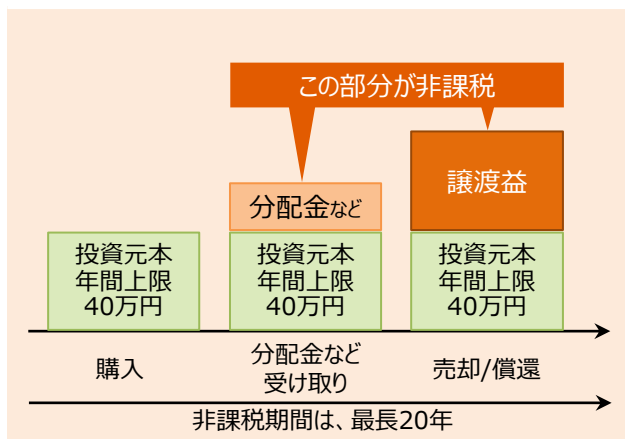 この部分が非課税
分配金など
譲渡益
投資元本
年間上限
40万円
投資元本
年間上限
40万円
投資元本
年間上限
40万円
購入
分配金など
受け取り
売却/償還
非課税期間は、最長20年